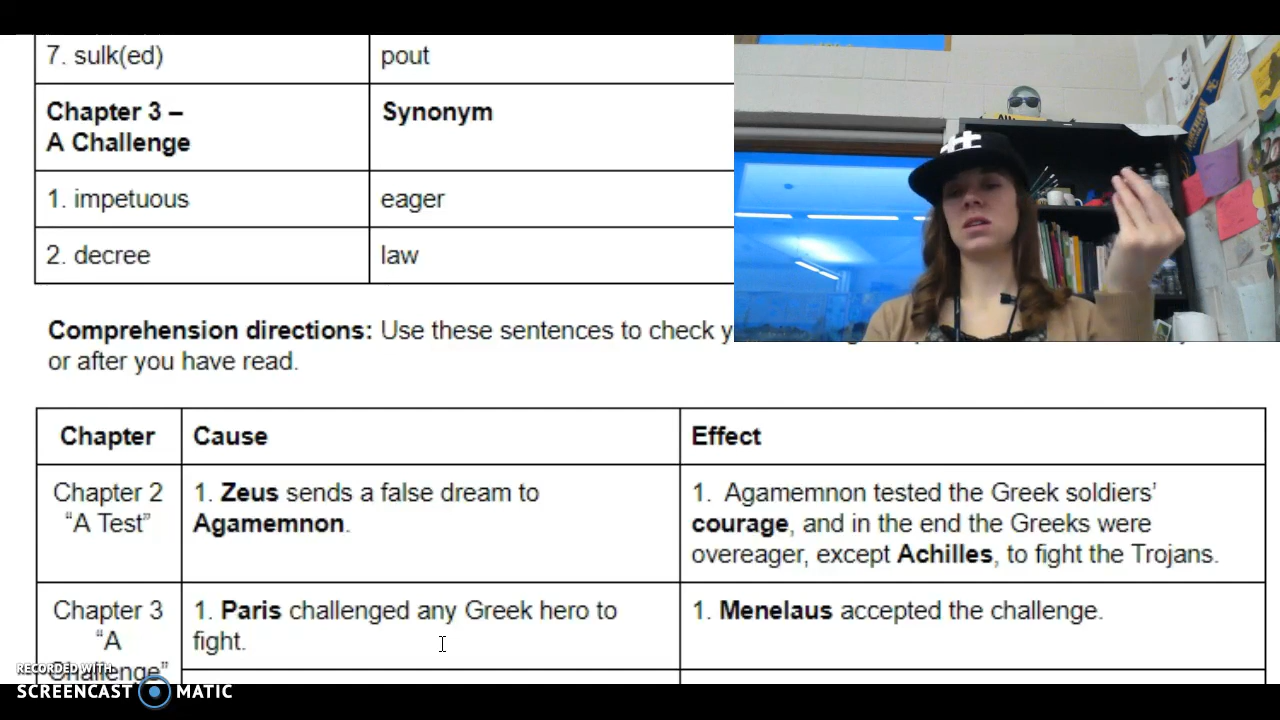 7. sulk(ed) pout
Chapter 3 – Synonym
A Challenge
1. impetuous eager
2. decree law
Comprehension directions: Use these sentences to check
or after you have read.
Chapter Cause Effect
Chapter 2 1. Zeus sends a false dream to 1. Agamemnon tested the Greek soldiers’
“A Test” Agamemnon. courage, and in the end the Greeks were
overeager, except Achilles, to fight the Trojans.
Chapter 3 1. Paris challenged any Greek hero to 1. Menelaus accepted the challenge.
“A fight.
Challenge”
RECORDED WITH
SCREENCAST MATIC